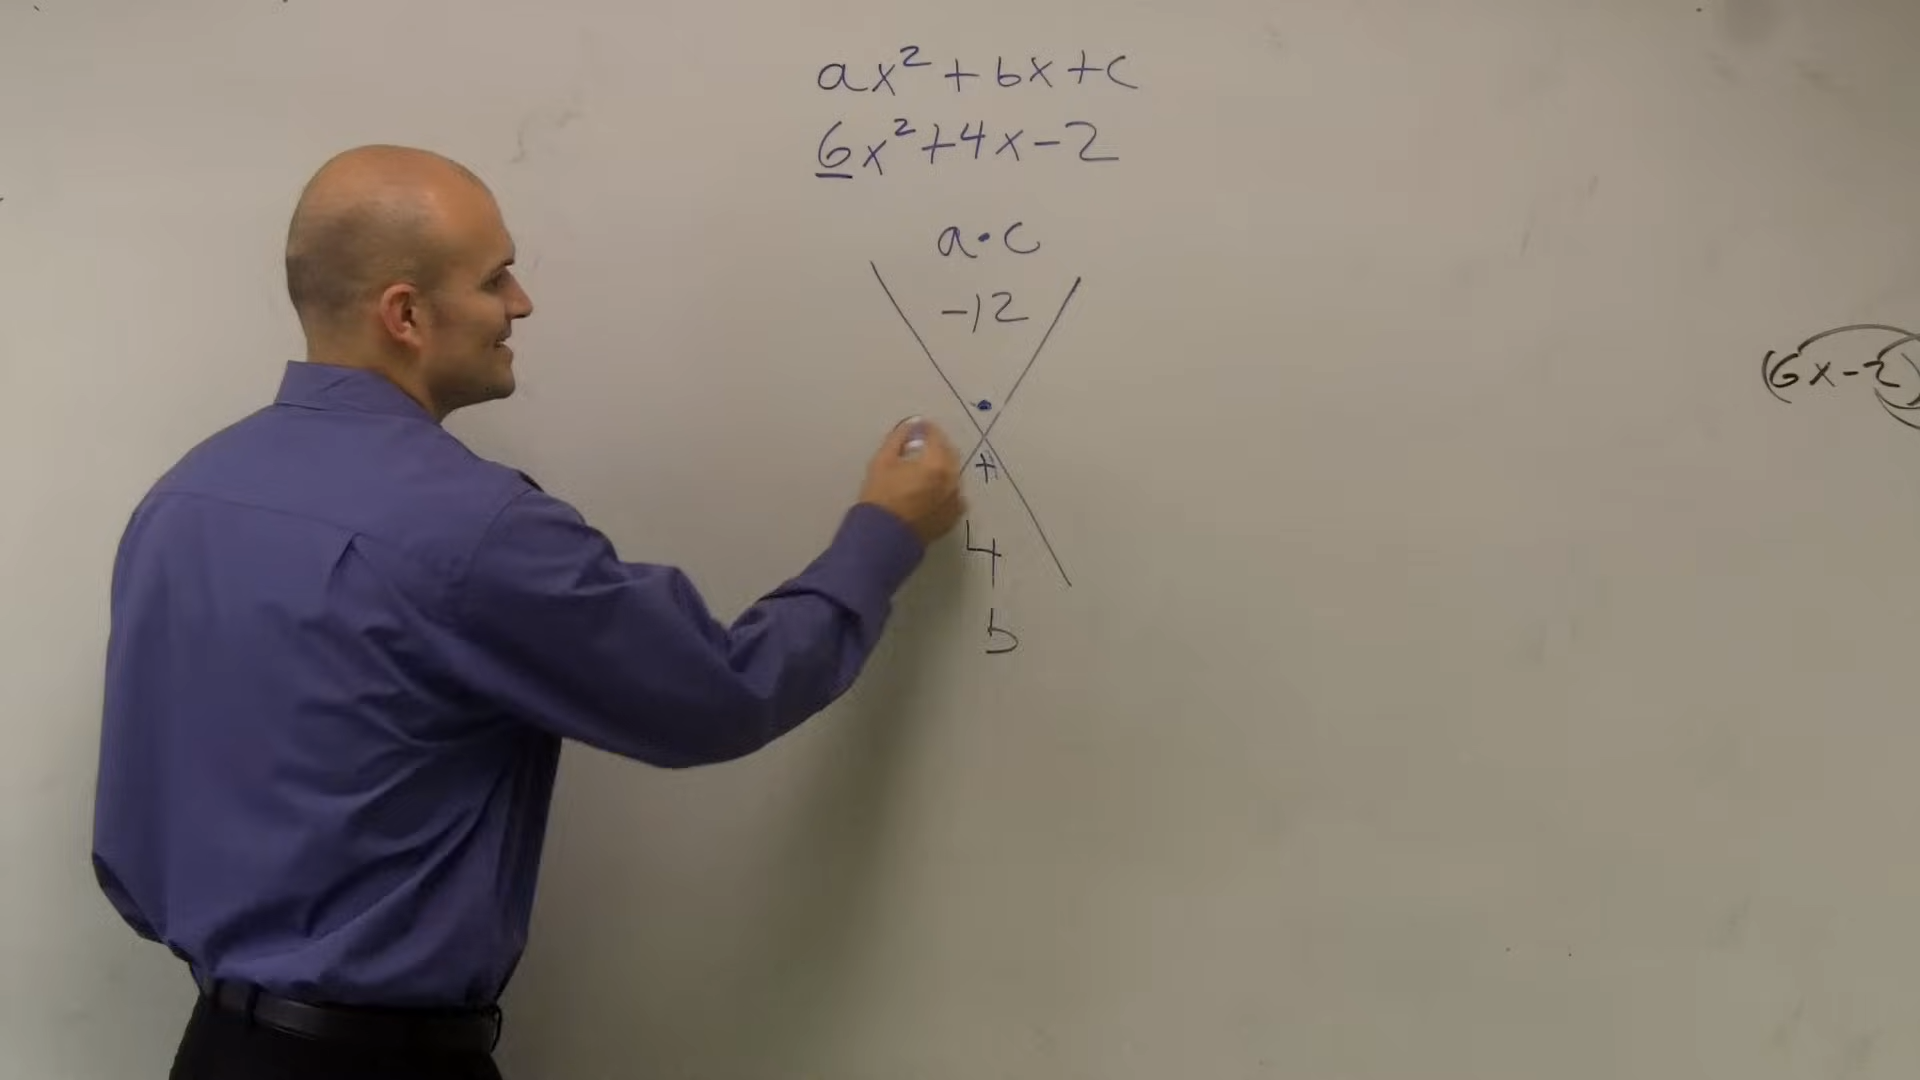 ax² + bx + c
6x² + 4x - 2
a · c
-12
·
+
4
b
(6x - 2)